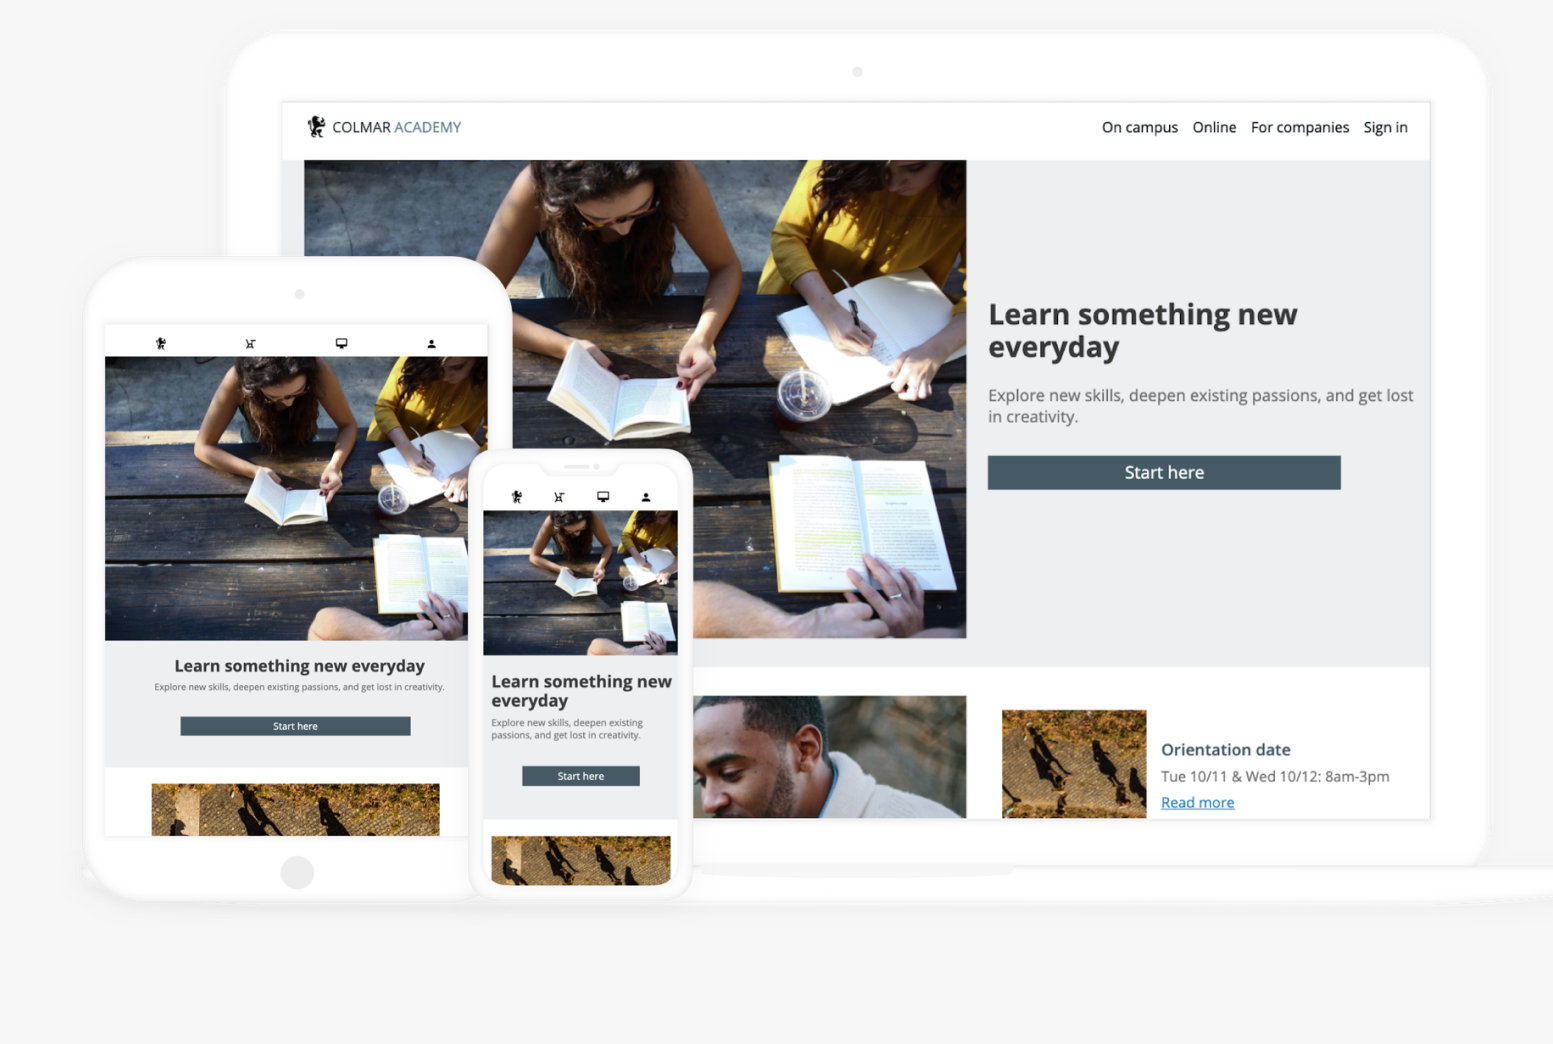 COLMAR ACADEMY
On campus Online For companies Sign in
Learn something new
everyday
Explore new skills, deepen existing passions, and get lost
in creativity.
Start here
Orientation date
Tue 10/11 & Wed 10/12: 8am-3pm
Read more
Learn something new everyday
Explore new skills, deepen existing passions, and get lost in creativity.
Start here
Learn something new
everyday
Explore new skills, deepen existing
passions, and get lost in creativity.
Start here